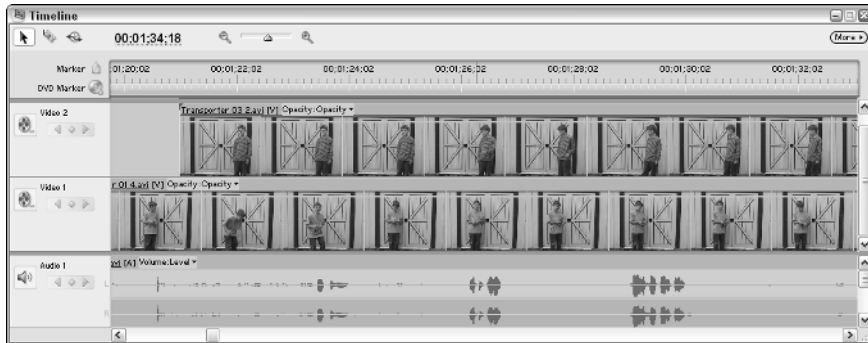 Timeline
00;01;34;18
More
Marker
;01;20;02 00;01;22;02 00;01;24;02 00;01;26;02 00;01;28;02 00;01;30;02 00;01;32;02
DVD Marker
Video 2
Transporter 03 2.avi [V] Opacity:Opacity
Video 1
r 01 4.avi [V] Opacity:Opacity
Audio 1
avi [A] Volume:Level
L
R